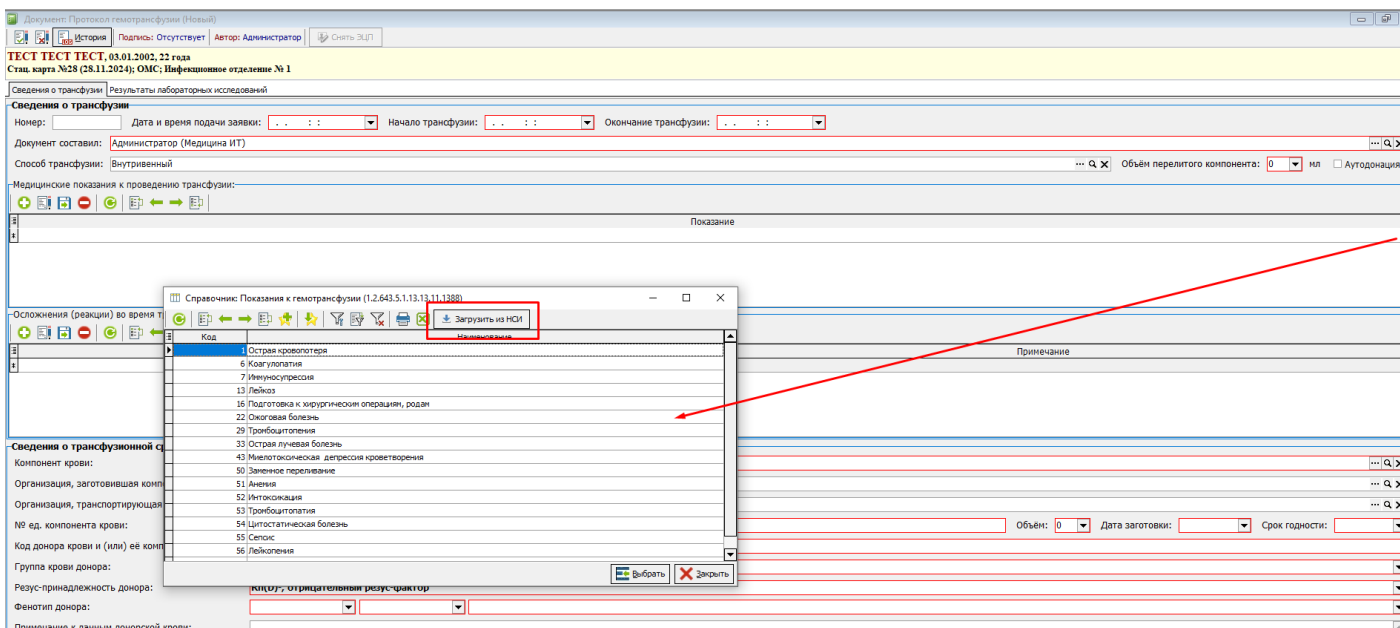 Документ: Протокол гемотрансфузии (Новый)
История Подпись: Отсутствует Автор: Администратор Снять ЭЦП
ТЕСТ ТЕСТ ТЕСТ, 03.01.2002, 22 года
Стац. карта №28 (28.11.2024); ОМС; Инфекционное отделение № 1
Сведения о трансфузии Результаты лабораторных исследований
Сведения о трансфузии
Номер: Дата и время подачи заявки: . . : : Начало трансфузии: . . : : Окончание трансфузии: . . : :
Документ составил: Администратор (Медицина ИТ)
Способ трансфузии: Внутривенный Объём перелитого компонента: 0 мл Аутодонация
Медицинские показания к проведению трансфузии:
Показание
Справочник: Показания к гемотрансфузии (1.2.643.5.1.13.13.11.1388)
Осложнения (реакции) во время
Загрузить из НСИ
Код Наименование
Примечание
1 Острая кровопотеря
6 Коагулопатия
7 Иммуносупрессия
13 Лейкоз
16 Подготовка к хирургическим операциям, родам
22 Ожоговая болезнь
29 Тромбоцитопения
33 Острая лучевая болезнь
43 Миелотоксическая депрессия кроветворения
50 Заменное переливание
51 Анемия
52 Интоксикация
53 Тромбоцитопатия
54 Цитостатическая болезнь
55 Сепсис
56 Лейкопения
Выбрать Закрыть
Сведения о трансфузионной
Компонент крови:
Организация, заготовившая
Организация, транспортирующая
№ ед. компонента крови: Объём: 0 Дата заготовки: Срок годности:
Код донора крови и (или) её
Группа крови донора:
Резус-принадлежность донора: Rh(D)-, отрицательный резус-фактор
Фенотип донора:
Примечание к данным донорской крови: